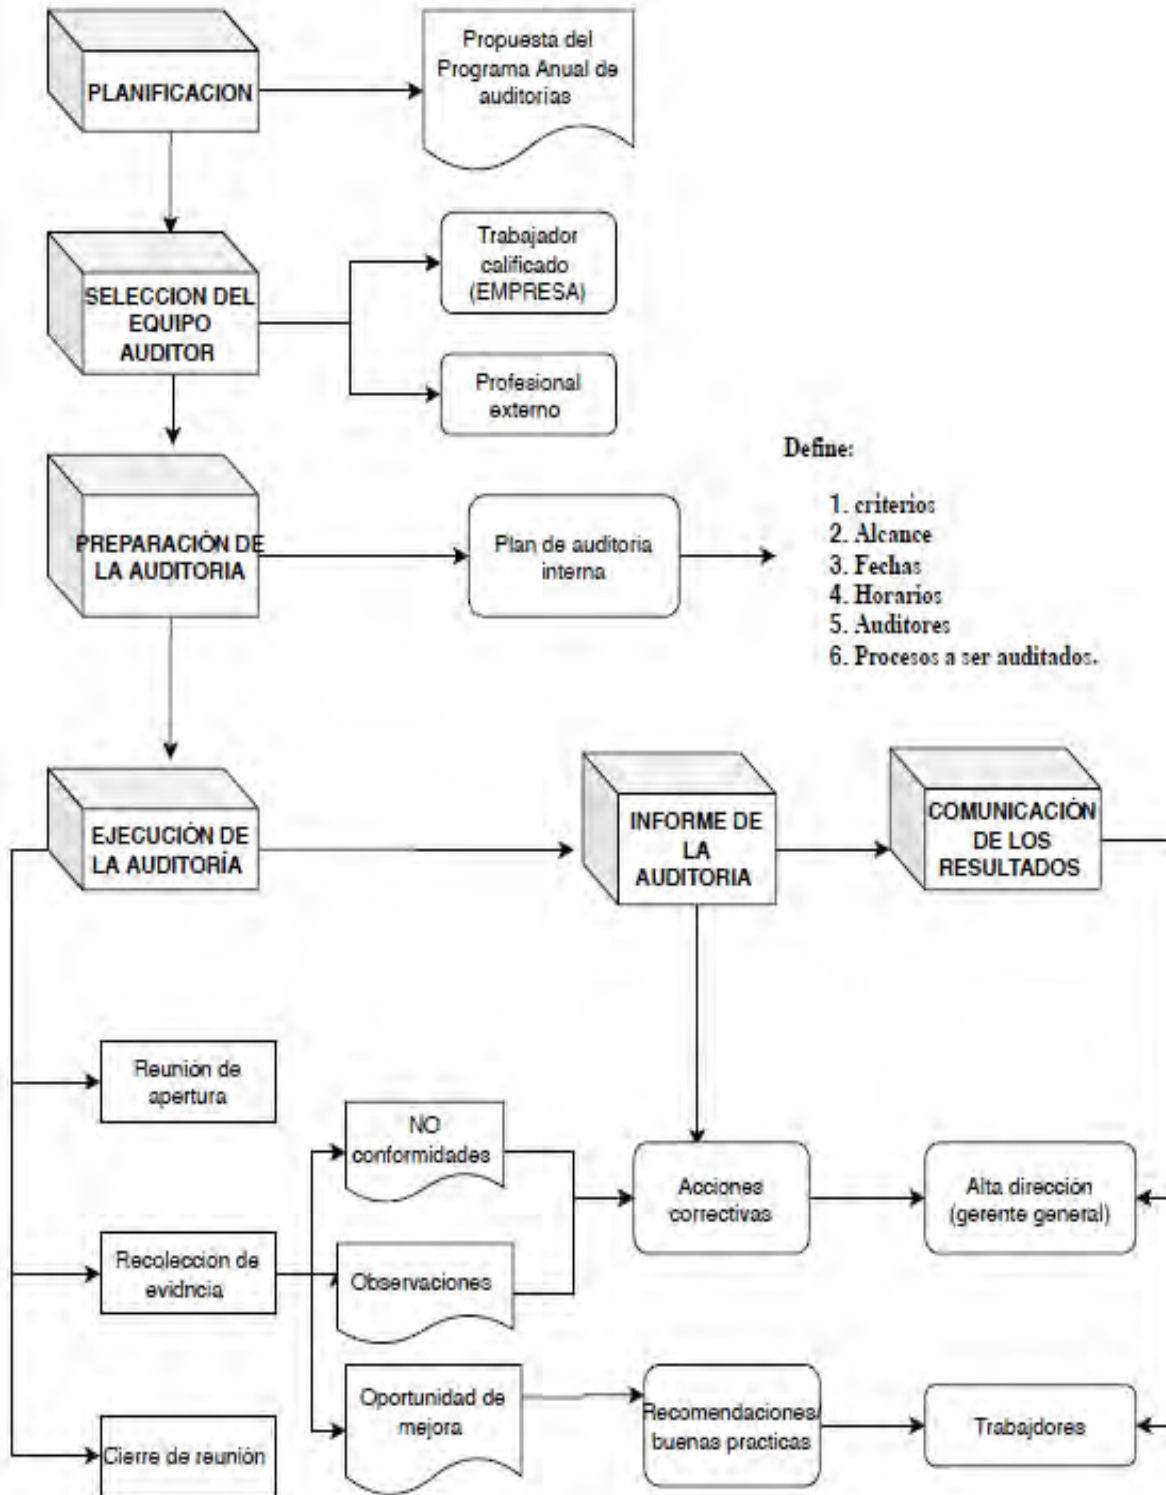 PLANIFICACION
Propuesta del
Programa Anual de
auditorias
SELECCION DEL
EQUIPO
AUDITOR
Trabajador
calificado
(EMPRESA)
Profesional
externo
PREPARACIÓN DE
LA AUDITORIA
Plan de auditoria
interna
Define:
1. criterios
2. Alcance
3. Fechas
4. Horarios
5. Auditores
6. Procesos a ser auditados.
EJECUCIÓN DE
LA AUDITORÍA
INFORME DE
LA
AUDITORIA
COMUNICACIÓN
DE LOS
RESULTADOS
Reunión de
apertura
NO
conformidades
Acciones
correctivas
Alta dirección
(gerente general)
Recolección de
evidncia
Observaciones
Oportunidad de
mejora
Recomendaciones/
buenas practicas
Trabajdores
Cierre de reunión